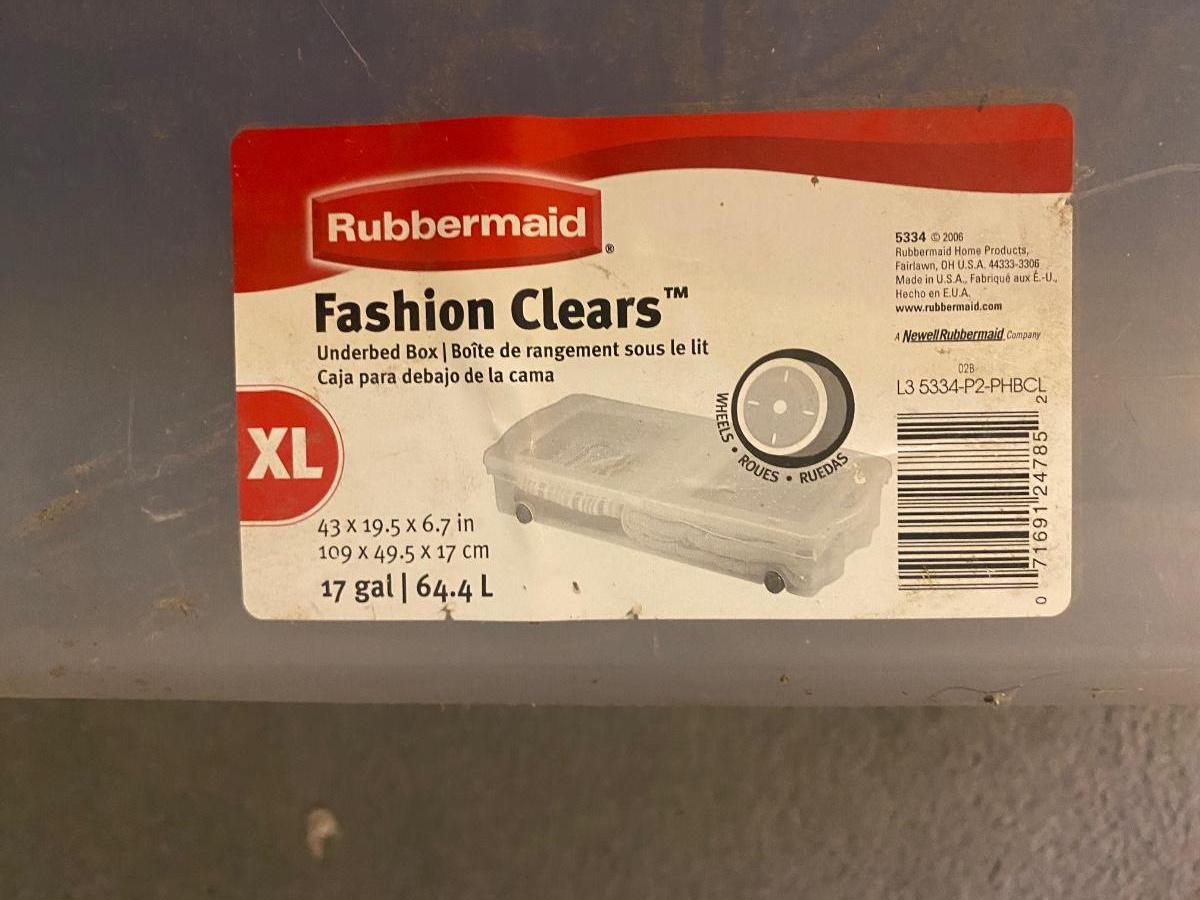 Rubbermaid®
Fashion Clears™
Underbed Box | Boîte de rangement sous le lit
Caja para debajo de la cama
XL
43 x 19.5 x 6.7 in
109 x 49.5 x 17 cm
17 gal | 64.4 L
WHEELS • ROUES • RUEDAS
5334 © 2006
Rubbermaid Home Products,
Fairlawn, OH U.S.A. 44333-3306
Made in U.S.A., Fabriqué aux É.-U.,
Hecho en E.U.A.
www.rubbermaid.com
A NewellRubbermaid Company
02B
L3 5334-P2-PHBCL
0 71691 24785 2